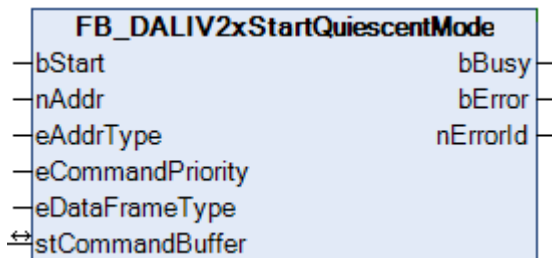 FB_DALIV2xStartQuiescentMode
bStart bBusy
nAddr bError
eAddrType nErrorId
eCommandPriority
eDataFrameType
stCommandBuffer